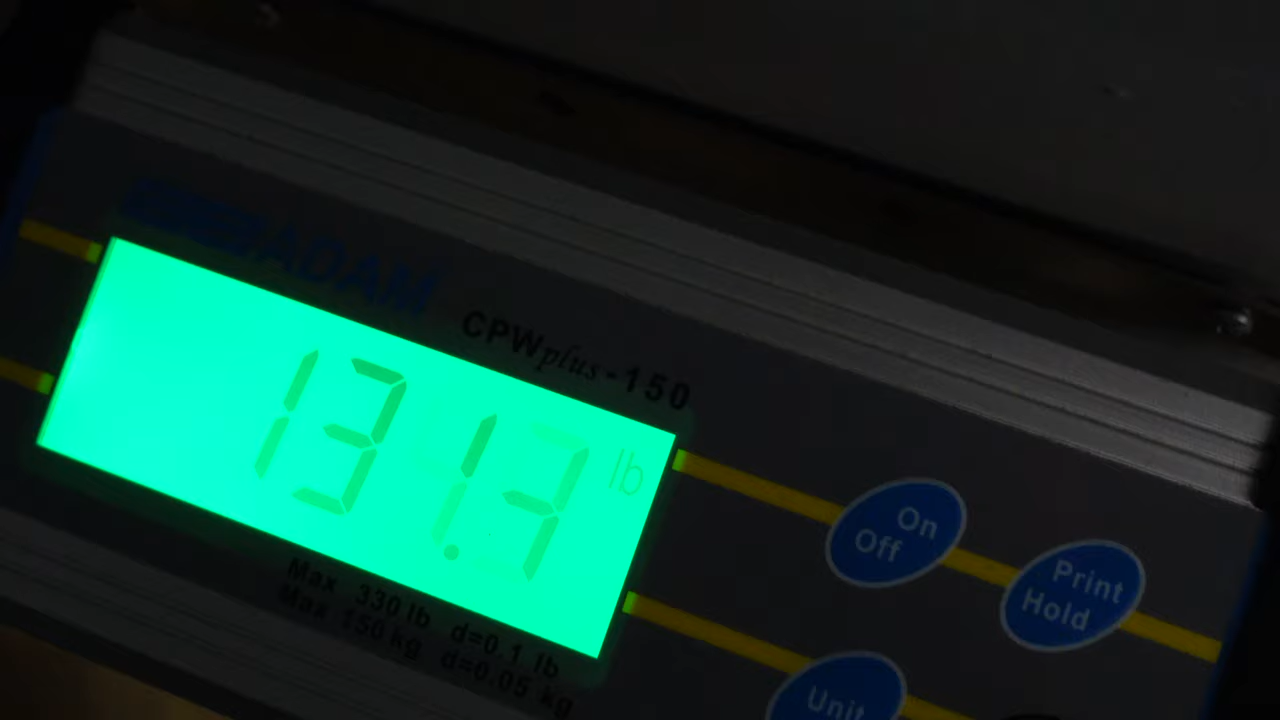 ADAM
CPWplus-150
131.3 lb
Max 330 lb d=0.1 lb
Max 150 kg d=0.05 kg
On
Off
Print
Hold
Unit